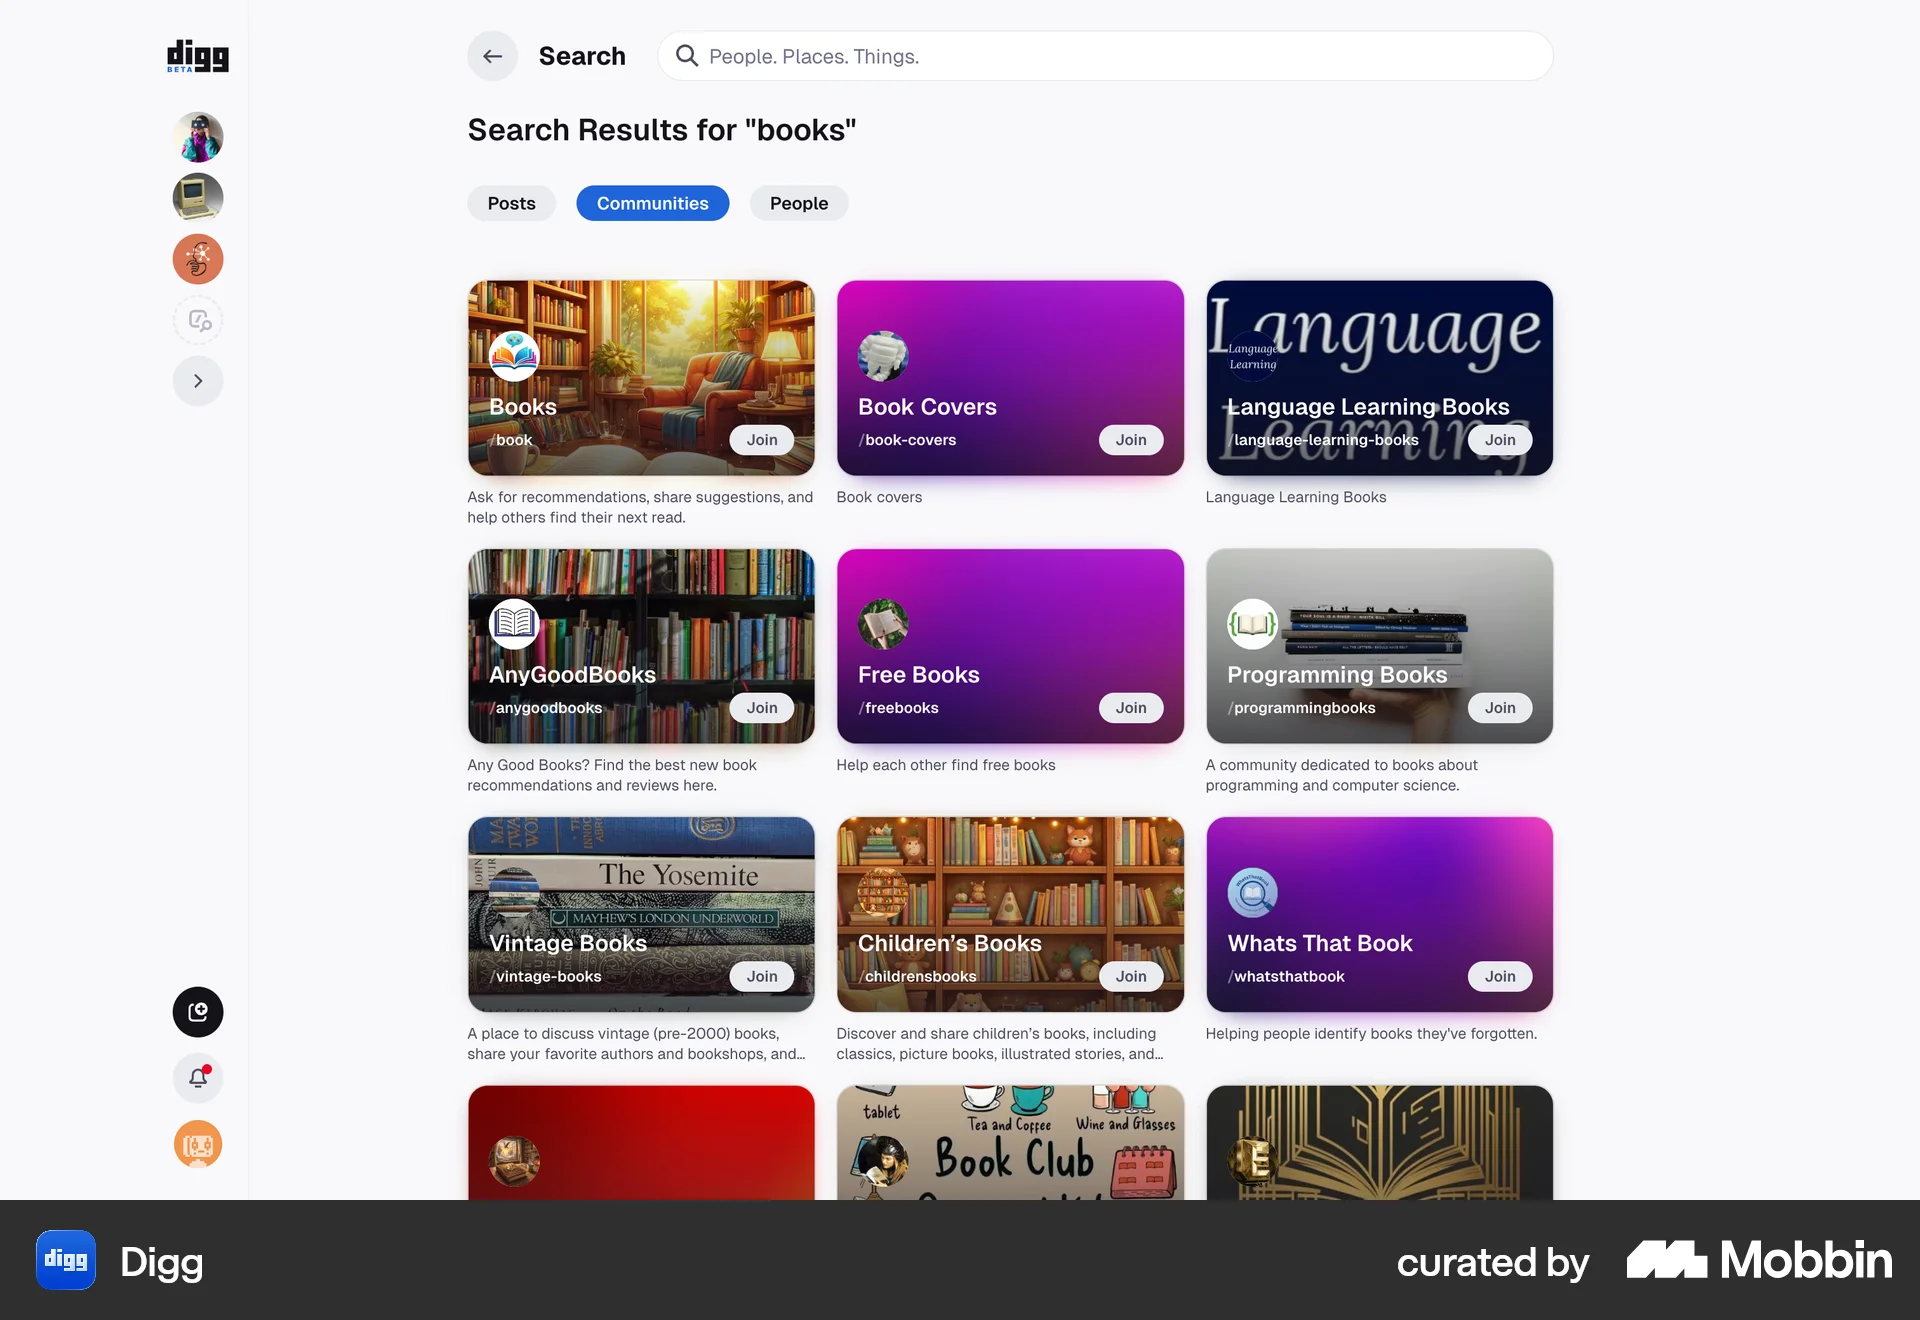 digg
BETA
Search
People. Places. Things.
Search Results for "books"
Posts
Communities
People
Books
/book
Join
Ask for recommendations, share suggestions, and
help others find their next read.
Book Covers
/book-covers
Join
Book covers
Language
Learning
Language
Learning
Language Learning Books
/language-learning-books
Join
Language Learning Books
AnyGoodBooks
/anygoodbooks
Join
Any Good Books? Find the best new book
recommendations and reviews here.
Free Books
/freebooks
Join
Help each other find free books
Programming Books
/programmingbooks
Join
A community dedicated to books about
programming and computer science.
The Yosemite
MAYHEW'S LONDON UNDERWORLD
Vintage Books
/vintage-books
Join
A place to discuss vintage (pre-2000) books,
share your favorite authors and bookshops, and...
Children's Books
/childrensbooks
Join
Discover and share children's books, including
classics, picture books, illustrated stories, and...
Whats That Book
/whatsthatbook
Join
Helping people identify books they've forgotten.
tablet
Tea and Coffee
Wine and Glasses
Book Club
E
digg
Digg
curated by
Mobbin